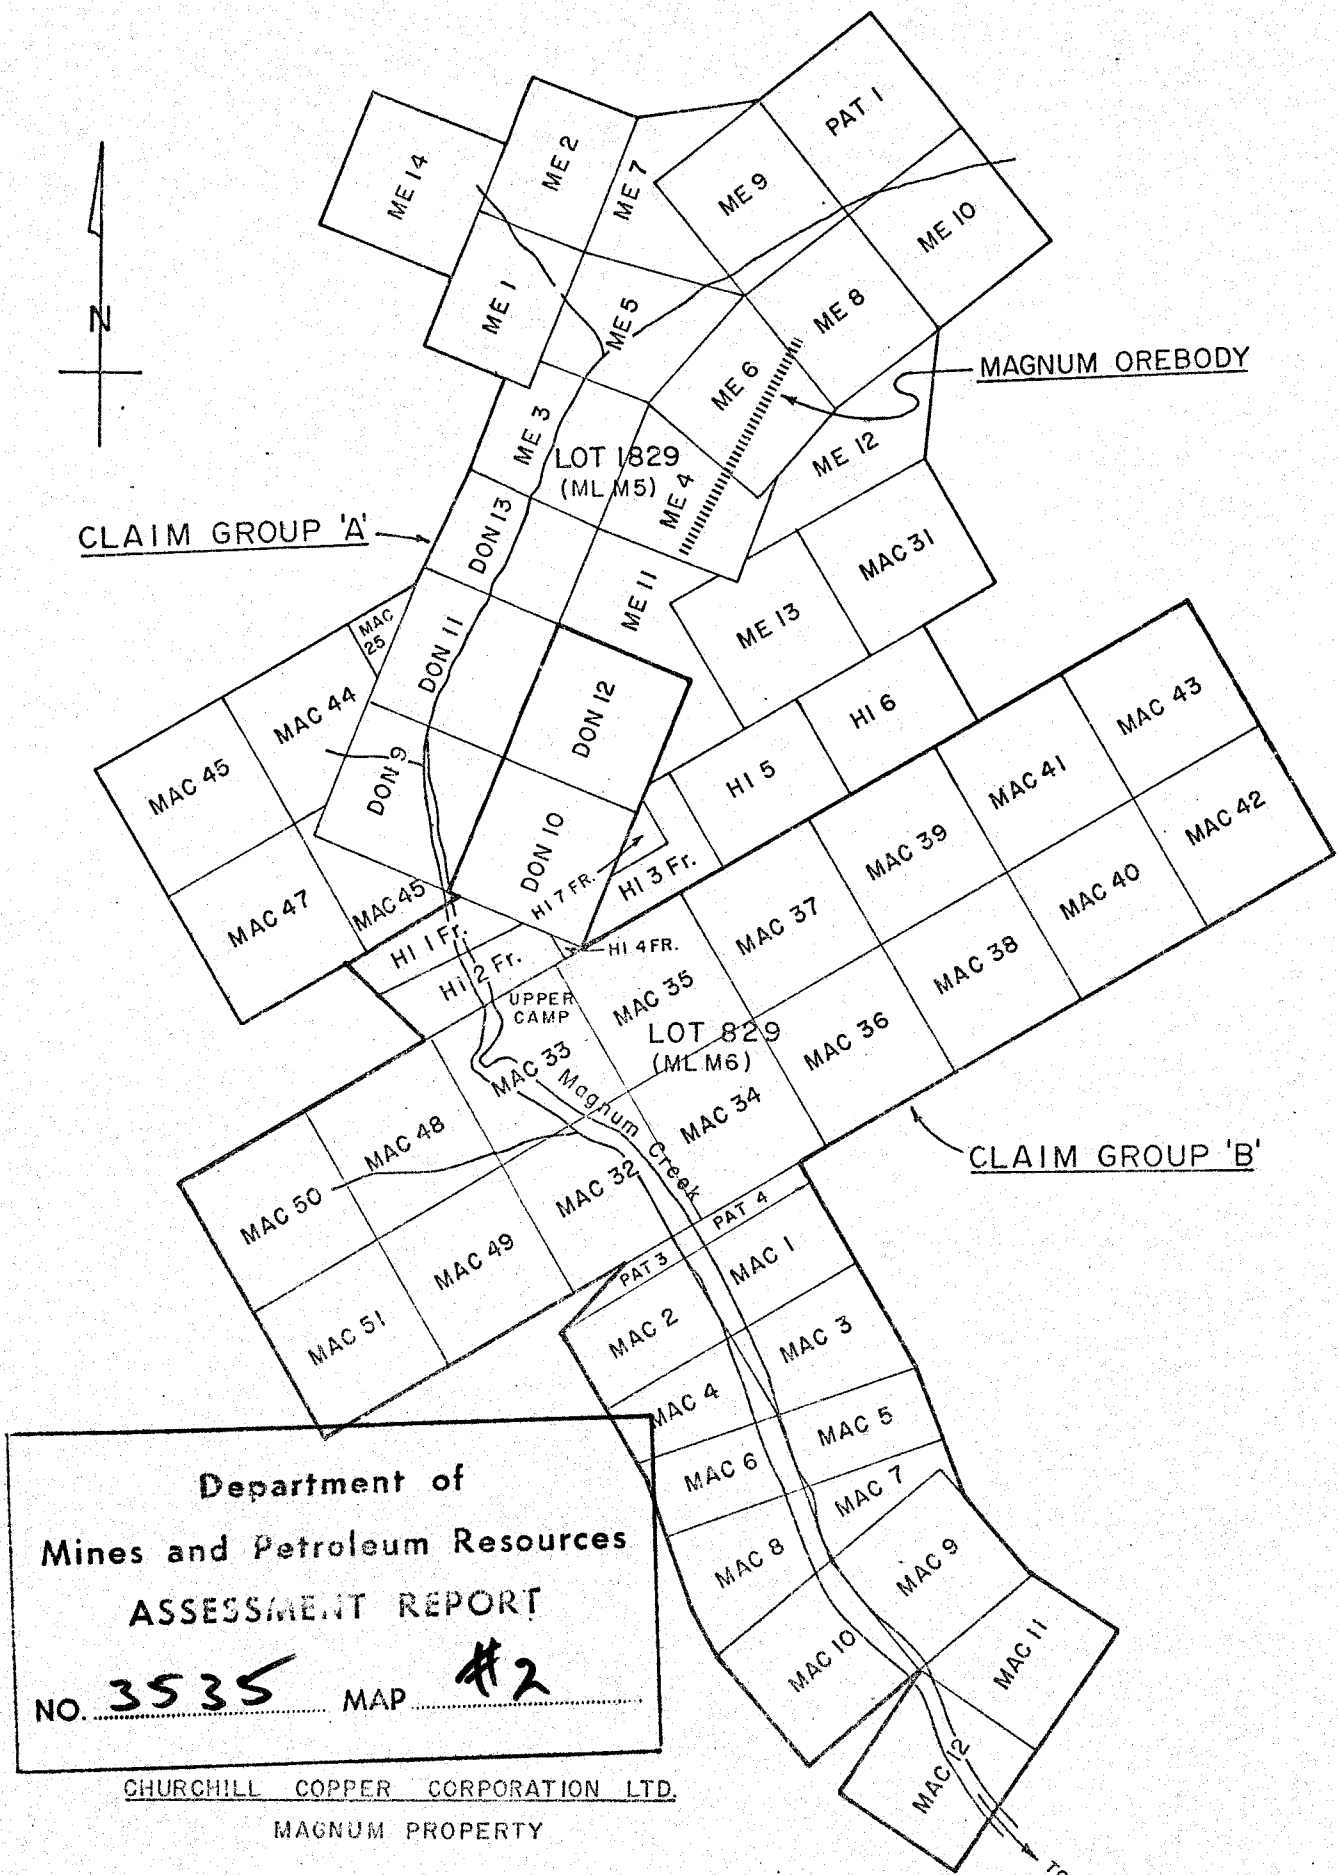 PAT 1
ME 2
ME 14
ME 7
ME 9
ME 10
ME 1
ME 5
ME 8
N
MAGNUM OREBODY
ME 6
ME 3
LOT 1829
(ML M5)
ME 12
ME 4
CLAIM GROUP 'A'
DON 13
MAC 31
ME 11
ME 13
MAC
25
DON 11
MAC 44
DON 12
HI 6
MAC 43
MAC 45
DON 9
HI 5
MAC 41
MAC 42
DON 10
HI 7 FR.
HI 3 Fr.
MAC 39
MAC 40
MAC 47
MAC 45
MAC 37
HI 1 Fr.
HI 4 FR.
HI 2 Fr.
MAC 38
UPPER
CAMP
MAC 35
LOT 829
(ML M6)
MAC 36
MAC 33
Magnum Creek
MAC 34
MAC 48
CLAIM GROUP 'B'
MAC 50
MAC 32
PAT 4
MAC 49
PAT 3
MAC 1
MAC 51
MAC 2
MAC 3
MAC 4
MAC 5
MAC 6
MAC 7
MAC 8
MAC 9
MAC 10
MAC 11
MAC 12
TO
Department of
Mines and Petroleum Resources
ASSESSMENT REPORT
NO. 3535 MAP #2
CHURCHILL COPPER CORPORATION LTD.
MAGNUM PROPERTY